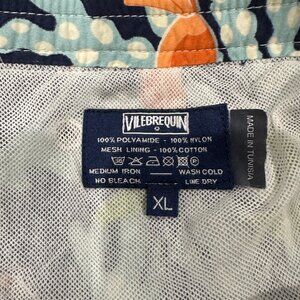 VILEBREQUIN
100% POLYAMIDE - 100% NYLON
MESH LINING - 100% COTTON
MEDIUM IRON — WASH COLD
NO BLEACH LINE DRY
XL
MADE IN TUNISIA